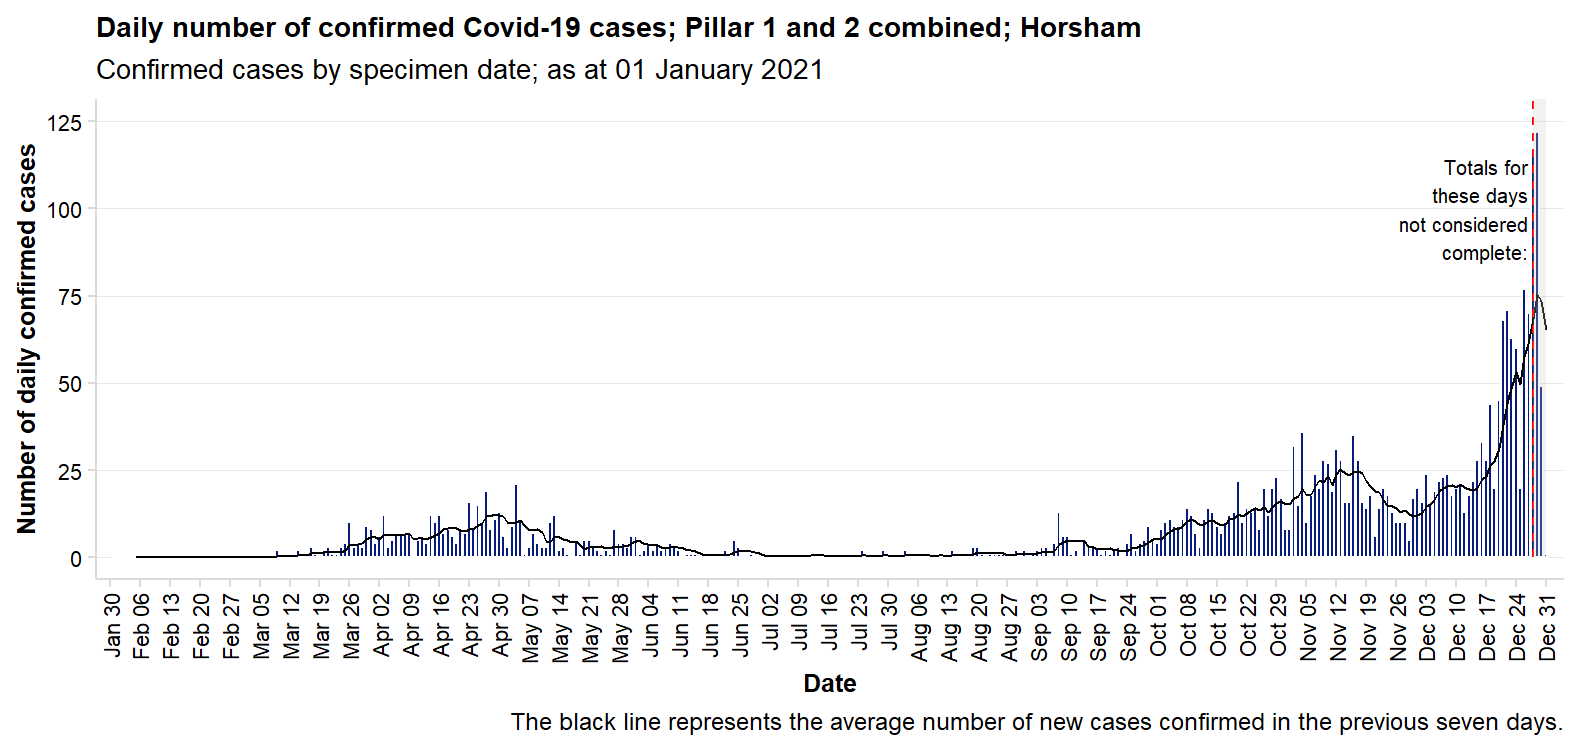 Daily number of confirmed Covid-19 cases; Pillar 1 and 2 combined; Horsham
Confirmed cases by specimen date; as at 01 January 2021
Number of daily confirmed cases
125
100
75
50
25
0
Totals for
these days
not considered
complete:
Jan 30
Feb 06
Feb 13
Feb 20
Feb 27
Mar 05
Mar 12
Mar 19
Mar 26
Apr 02
Apr 09
Apr 16
Apr 23
Apr 30
May 07
May 14
May 21
May 28
Jun 04
Jun 11
Jun 18
Jun 25
Jul 02
Jul 09
Jul 16
Jul 23
Jul 30
Aug 06
Aug 13
Aug 20
Aug 27
Sep 03
Sep 10
Sep 17
Sep 24
Oct 01
Oct 08
Oct 15
Oct 22
Oct 29
Nov 05
Nov 12
Nov 19
Nov 26
Dec 03
Dec 10
Dec 17
Dec 24
Dec 31
Date
The black line represents the average number of new cases confirmed in the previous seven days.